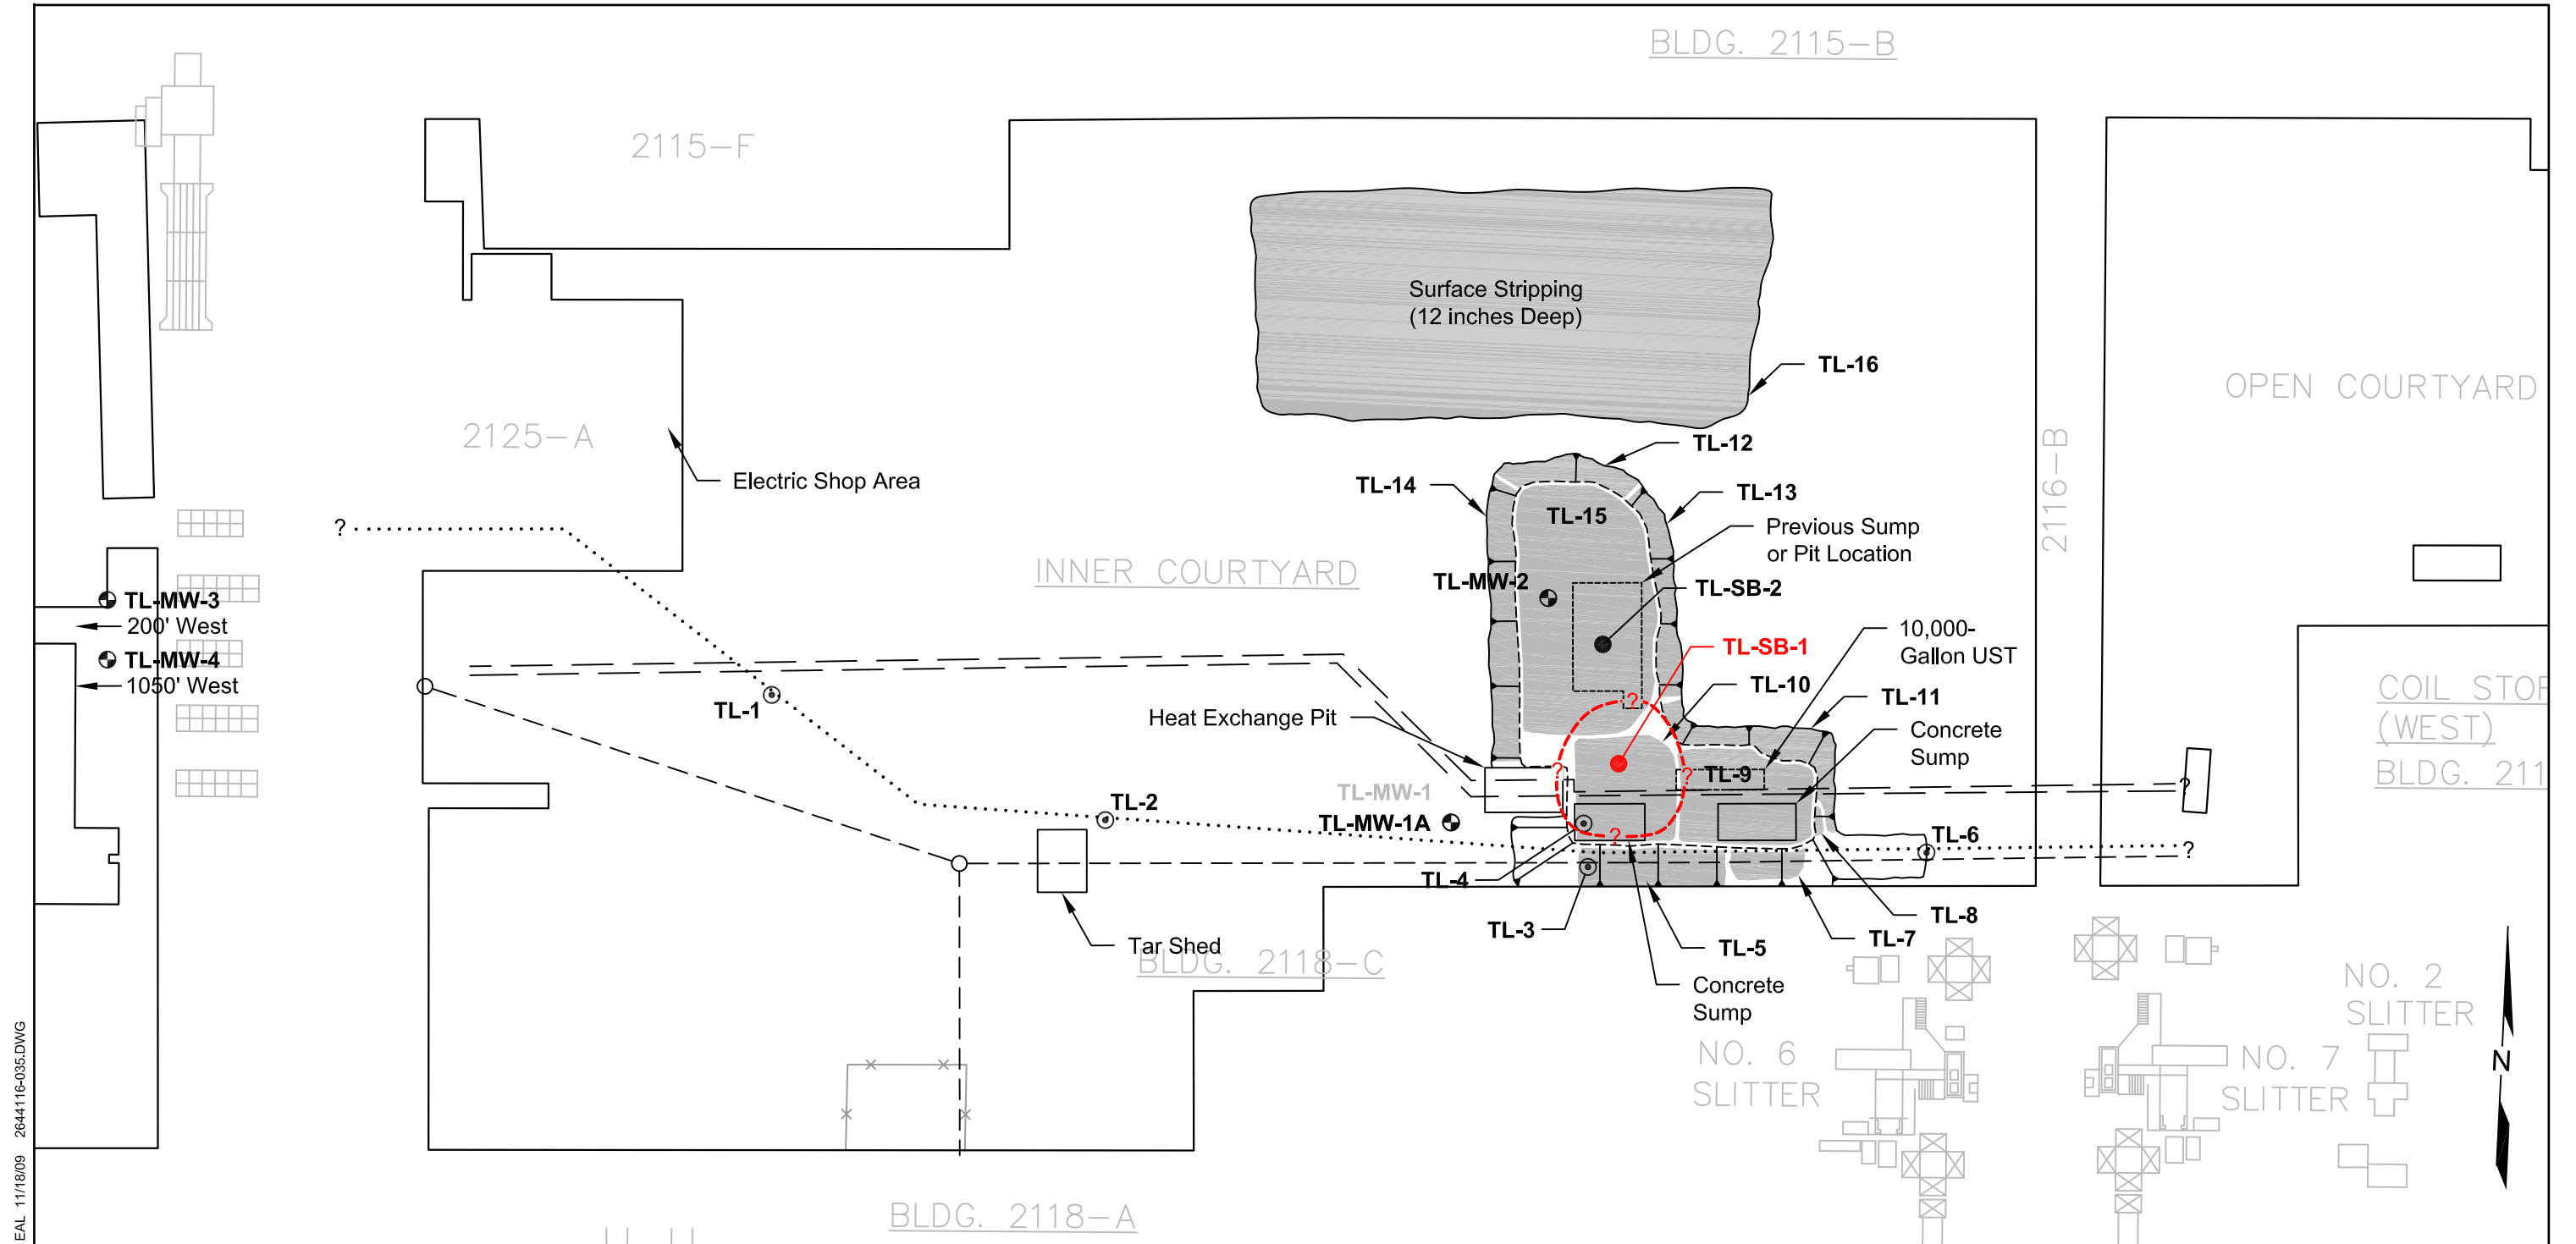 BLDG. 2115-B
2115-F
Surface Stripping
(12 inches Deep)
TL-16
OPEN COURTYARD
2125-A
TL-12
Electric Shop Area
TL-14
TL-13
2116-B
TL-15
Previous Sump
or Pit Location
?
INNER COURTYARD
TL-MW-2
TL-SB-2
TL-MW-3
200' West
10,000-
Gallon UST
TL-SB-1
TL-MW-4
1050' West
TL-10
TL-11
TL-1
?
Heat Exchange Pit
Concrete
Sump
COIL STOR
(WEST)
BLDG. 211
?
?
TL-9
?
TL-MW-1
TL-2
TL-MW-1A
?
TL-6
?
TL-4
TL-8
TL-3
TL-7
TL-5
Tar Shed
BLDG. 2118-C
Concrete
Sump
NO. 2
SLITTER
NO. 6
SLITTER
NO. 7
SLITTER
N
BLDG. 2118-A
EAL 11/18/09 2644116-035.DWG